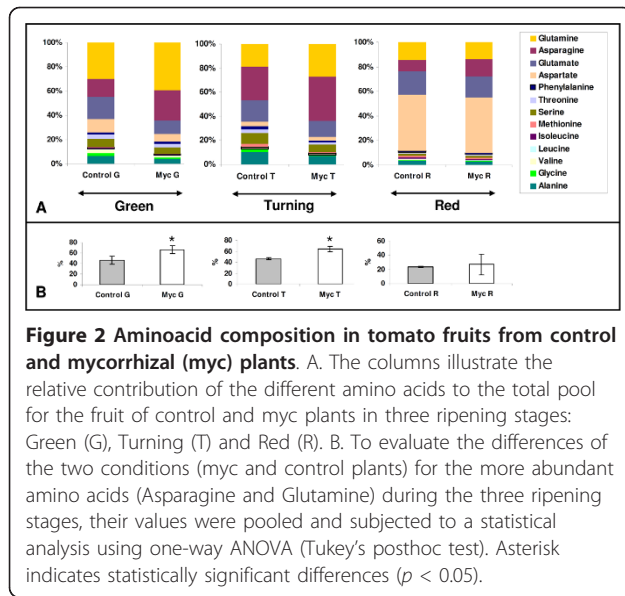 100%
80%
60%
40%
20%
0%
Control G
Myc G
Green
100%
80%
60%
40%
20%
0%
Control T
Myc T
Turning
100%
80%
60%
40%
20%
0%
Control R
Myc R
Red
Glutamine
Asparagine
Glutamate
Aspartate
Phenylalanine
Threonine
Serine
Methionine
Isoleucine
Leucine
Valine
Glycine
Alanine
A
80
60
40
20
0
%
*
Control G
Myc G
80
60
40
20
0
%
*
Control T
Myc T
60
40
20
0
%
Control R
Myc R
B
Figure 2 Aminoacid composition in tomato fruits from control
and mycorrhizal (myc) plants. A. The columns illustrate the
relative contribution of the different amino acids to the total pool
for the fruit of control and myc plants in three ripening stages:
Green (G), Turning (T) and Red (R). B. To evaluate the differences of
the two conditions (myc and control plants) for the more abundant
amino acids (Asparagine and Glutamine) during the three ripening
stages, their values were pooled and subjected to a statistical
analysis using one-way ANOVA (Tukey's posthoc test). Asterisk
indicates statistically significant differences (p < 0.05).